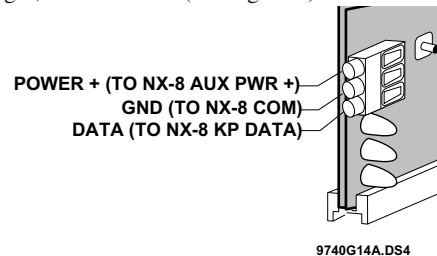 POWER + (TO NX-8 AUX PWR +)
GND (TO NX-8 COM)
DATA (TO NX-8 KP DATA)
9740G14A.DS4